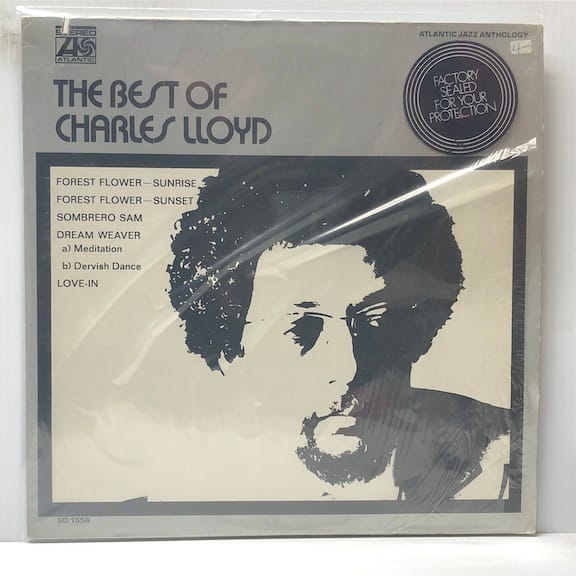 STEREO
ATLANTIC
ATLANTIC JAZZ ANTHOLOGY
4-
THE BEST OF
CHARLES LLOYD
FACTORY
SEALED
FOR YOUR
PROTECTION
FOREST FLOWER—SUNRISE
FOREST FLOWER—SUNSET
SOMBRERO SAM
DREAM WEAVER
a) Meditation
b) Dervish Dance
LOVE-IN
SD 1556